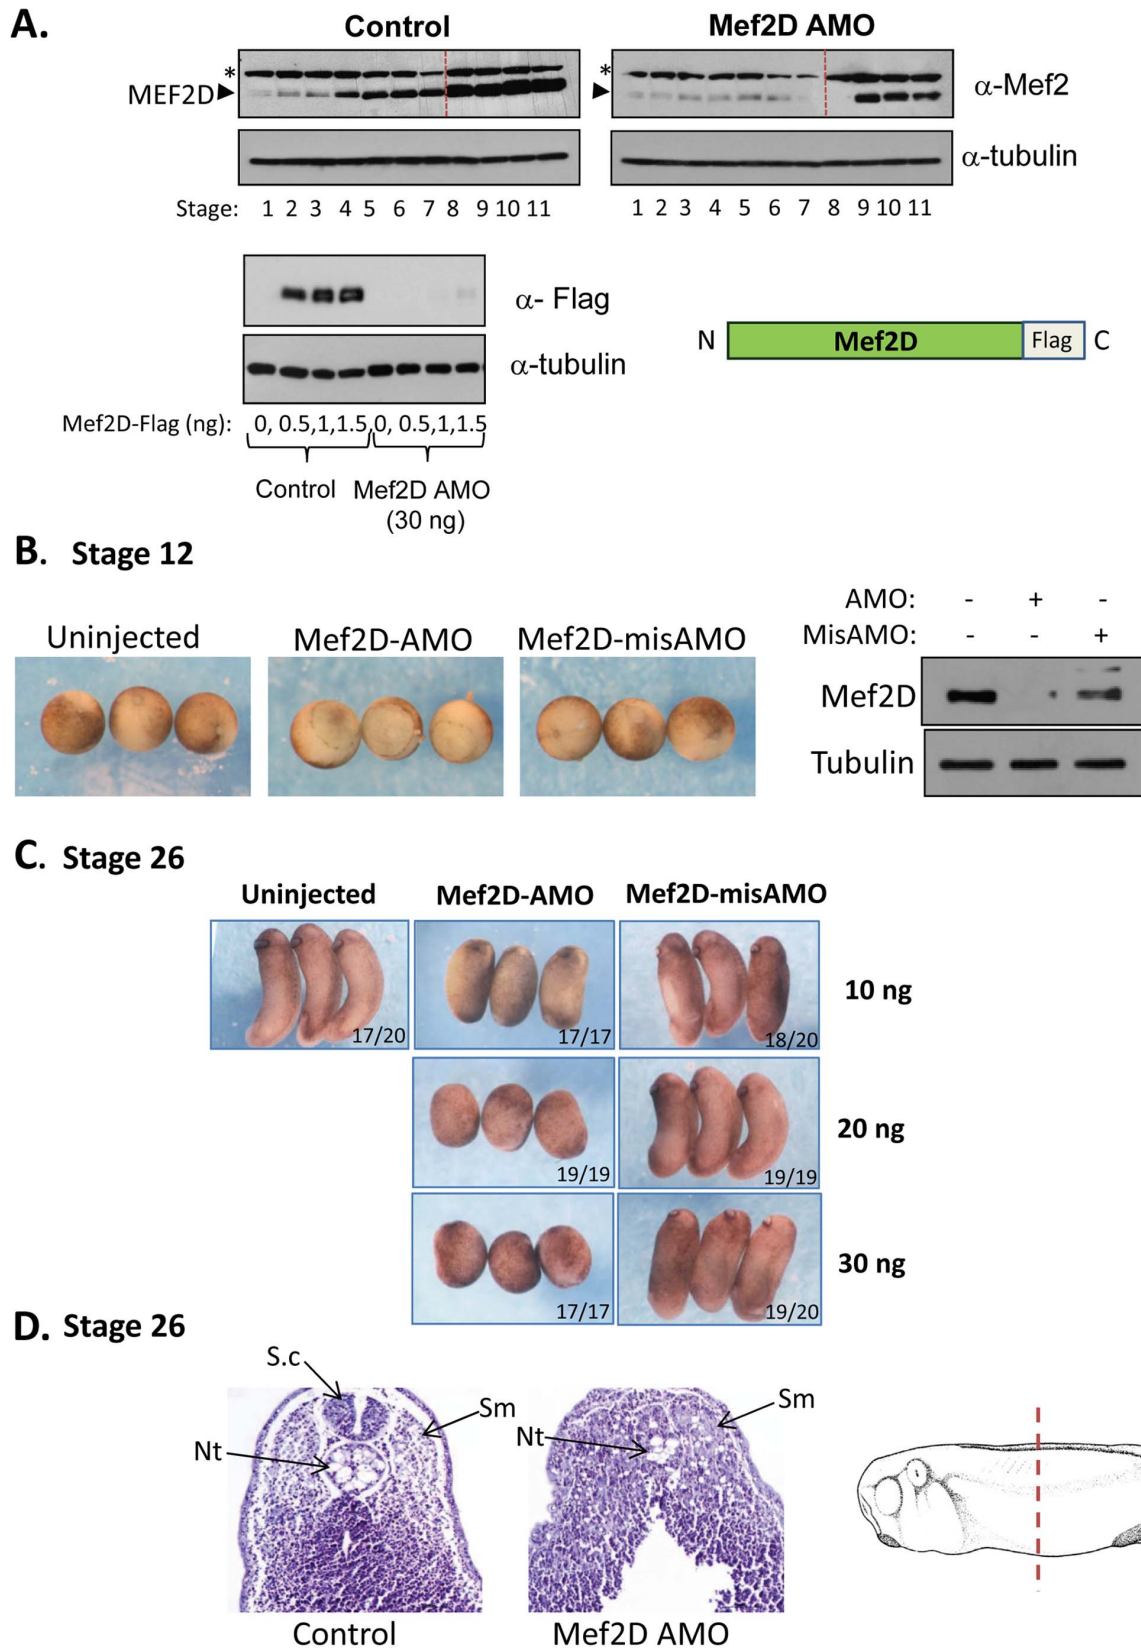 A.
Control
Mef2D AMO
*
*
MEF2D
α-Mef2
α-tubulin
Stage: 1 2 3 4 5 6 7 8 9 10 11
1 2 3 4 5 6 7 8 9 10 11
α- Flag
α-tubulin
N Mef2D Flag C
Mef2D-Flag (ng): 0, 0.5,1,1.5, 0, 0.5,1,1.5
Control
Mef2D AMO
(30 ng)
B. Stage 12
Uninjected
Mef2D-AMO
Mef2D-misAMO
AMO: - + -
MisAMO: - - +
Mef2D
Tubulin
C. Stage 26
Uninjected
Mef2D-AMO
Mef2D-misAMO
17/20
17/17
18/20
10 ng
19/19
19/19
20 ng
17/17
19/20
30 ng
D. Stage 26
S.c
Sm
Nt
Sm
Nt
Control
Mef2D AMO